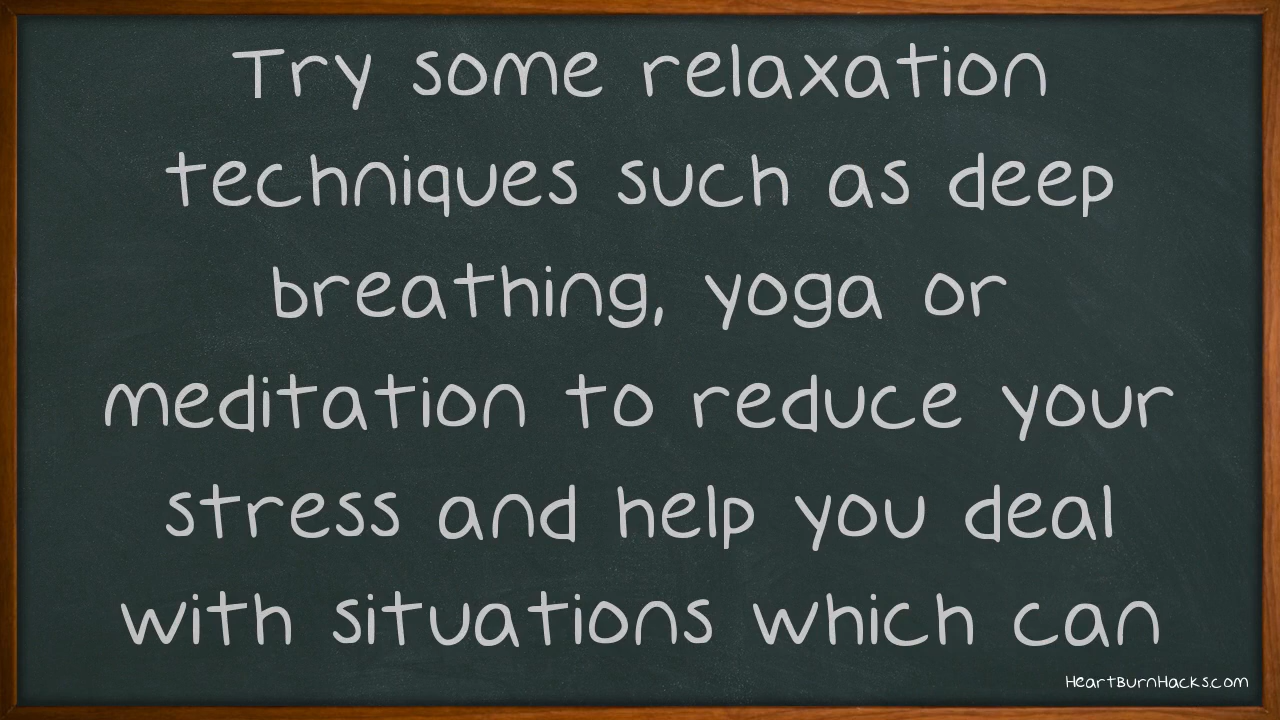 Try some relaxation
techniques such as deep
breathing, yoga or
meditation to reduce your
stress and help you deal
with situations which can
HeartBurnHacks.com